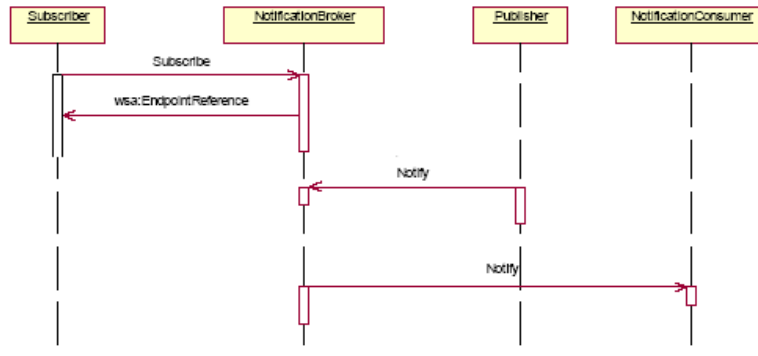 Subscriber
NotificationBroker
Publisher
NotificationConsumer
Subscribe
wsa:EndpointReference
Notify
Notify